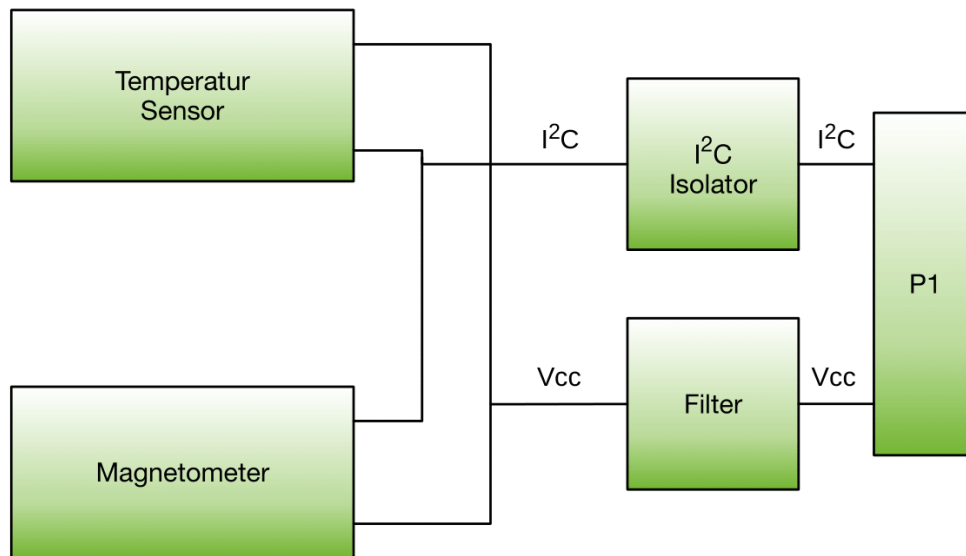 Temperatur
Sensor
I²C
I²C
Isolator
I²C
P1
Vcc
Filter
Vcc
Magnetometer